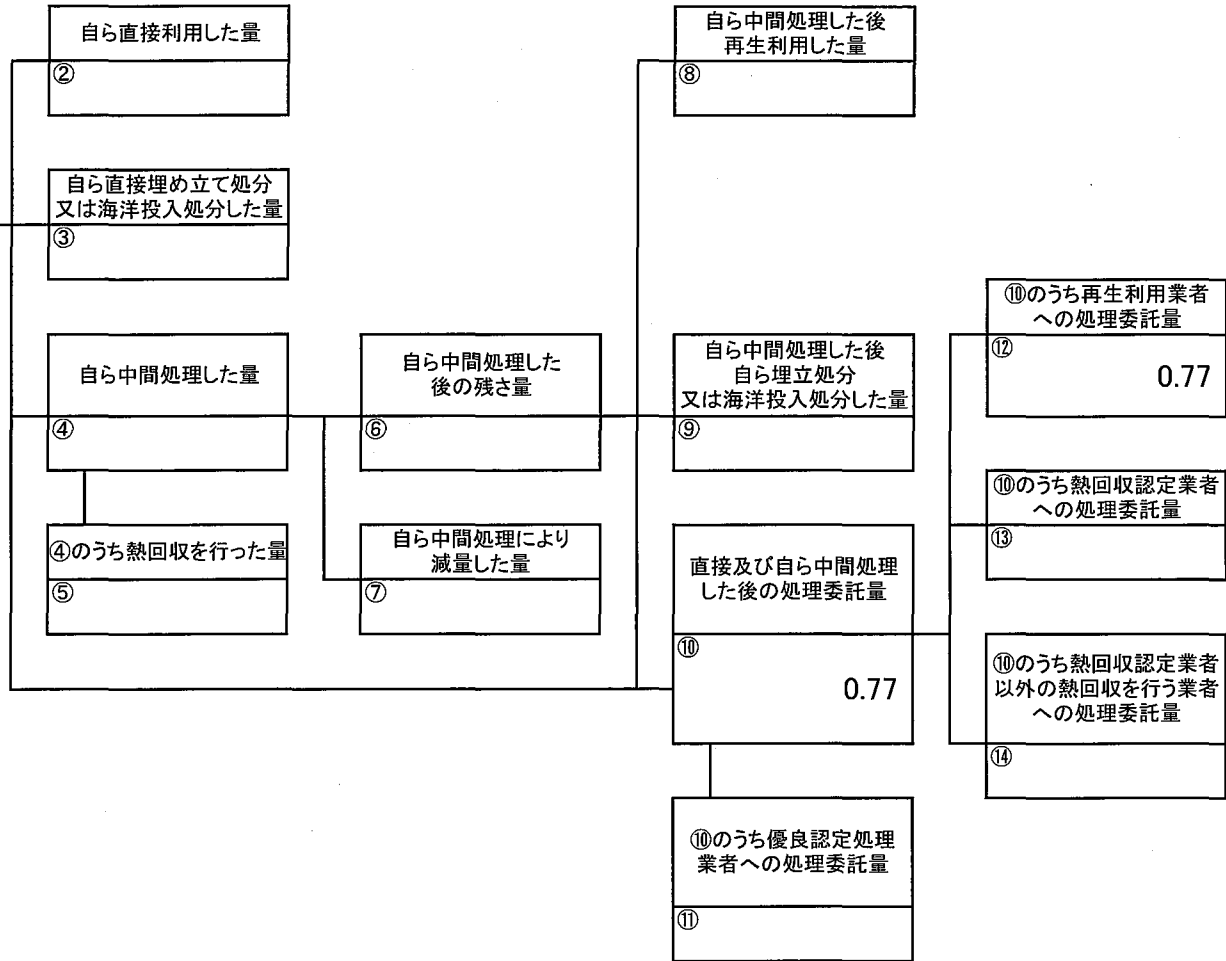 自ら直接利用した量
②
自ら直接埋め立て処分
又は海洋投入処分した量
③
自ら中間処理した量
④
④のうち熱回収を行った量
⑤
自ら中間処理した
後の残さ量
⑥
自ら中間処理により
減量した量
⑦
自ら中間処理した後
再生利用した量
⑧
自ら中間処理した後
自ら埋立処分
又は海洋投入処分した量
⑨
直接及び自ら中間処理
した後の処理委託量
⑩
0.77
⑩のうち優良認定処理
業者への処理委託量
⑪
⑩のうち再生利用業者
への処理委託量
⑫
0.77
⑩のうち熱回収認定業者
への処理委託量
⑬
⑩のうち熱回収認定業者
以外の熱回収を行う業者
への処理委託量
⑭